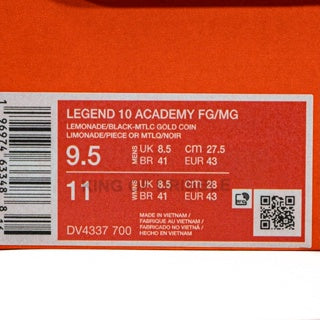 LEGEND 10 ACADEMY FG/MG
LEMONADE/BLACK-MTLC GOLD COIN
LIMONADE/PIECE OR MTLQ/NOIR
9.5 MENS UK 8.5 CM 27.5
BR 41 EUR 43
11 WMNS UK 8.5 CM 28
BR 41 EUR 43
DV4337 700
MADE IN VIETNAM /
FABRIQUE AU VIETNAM /
FABRICADO NO VIETNÃ /
HECHO EN VIETNAM